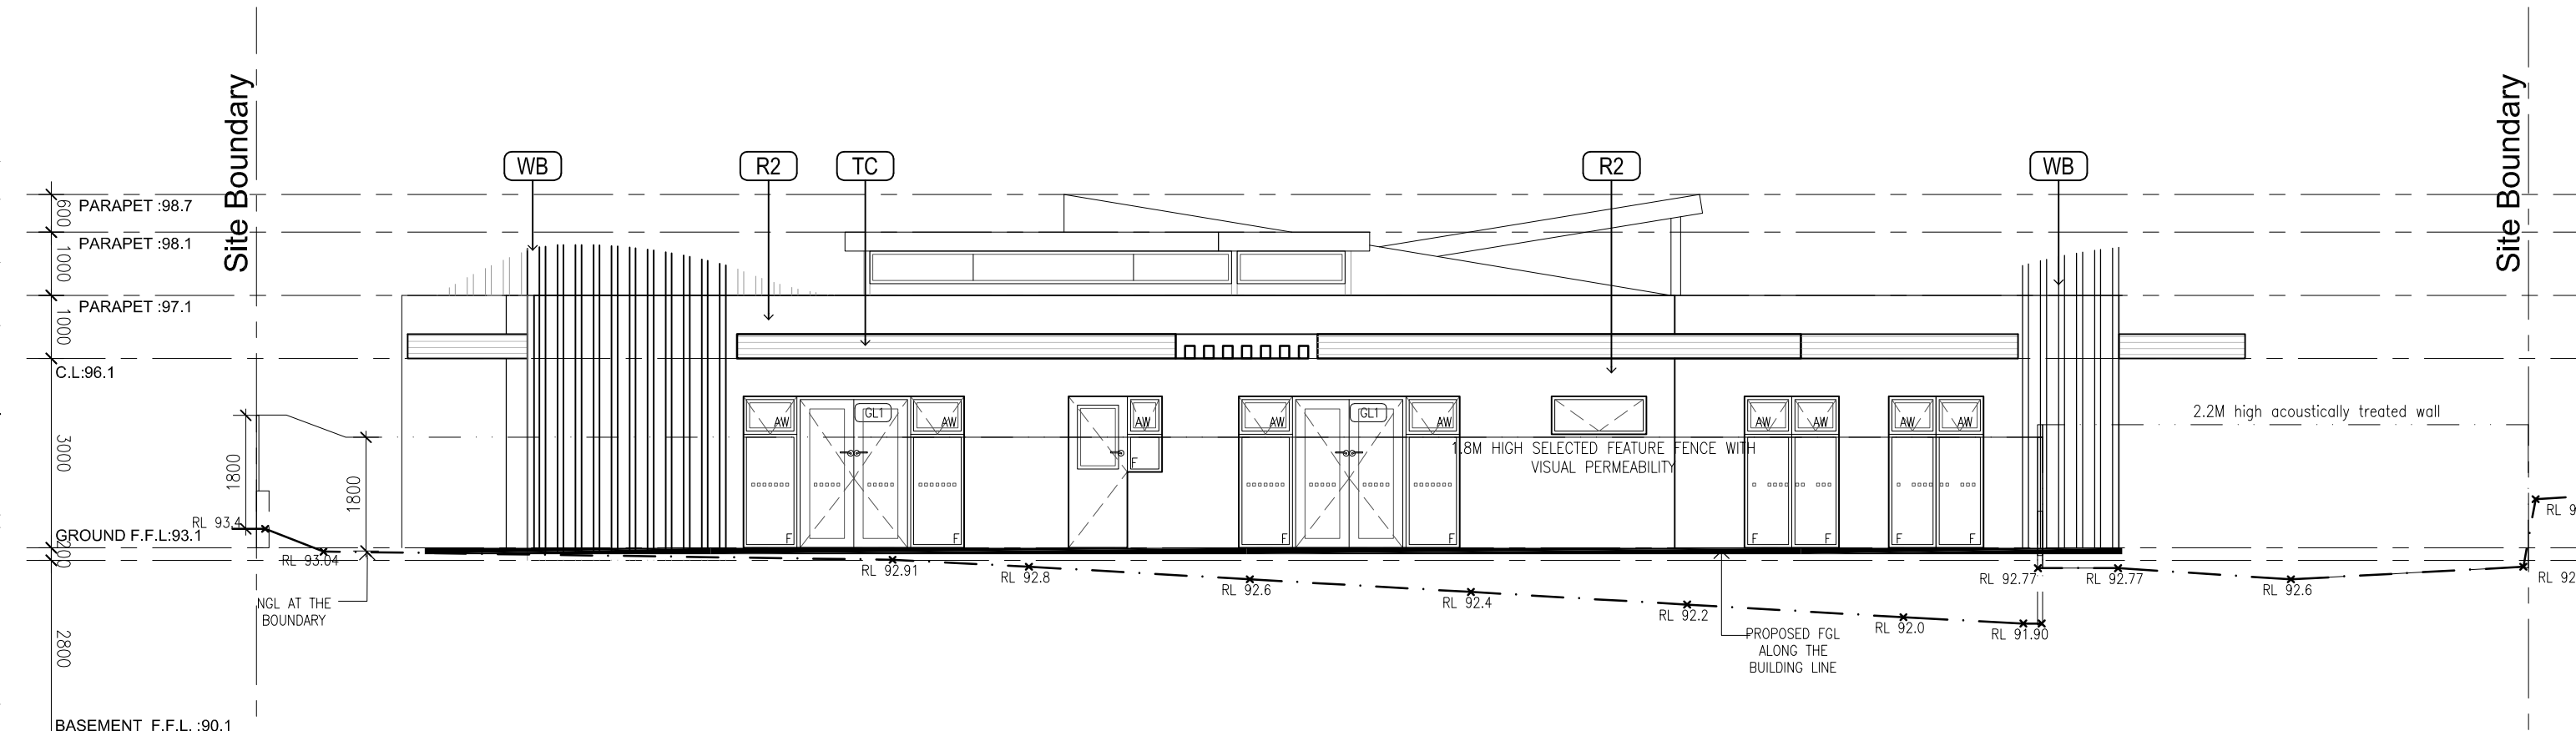 Site Boundary
Site Boundary
WB
R2
TC
R2
WB
600
PARAPET :98.7
PARAPET :98.1
1000
PARAPET :97.1
1000
C.L:96.1
GL1
GL1
AW
AW
AW
AW
AW
AW
AW
AW
AW
2.2M high acoustically treated wall
3000
1800
1800
1.8M HIGH SELECTED FEATURE FENCE WITH
VISUAL PERMEABILITY
F
RL 93.4
GROUND F.F.L:93.1
F
F
F
F
F
F
F
F
200
RL 93.04
RL 92.91
RL 92.8
RL 92.6
RL 92.4
RL 92.2
RL 92.0
RL 91.90
RL 92.77
RL 92.77
RL 92.6
RL 92
RL 9
NGL AT THE
BOUNDARY
PROPOSED FGL
ALONG THE
BUILDING LINE
2800
BASEMENT F.F.L. :90.1